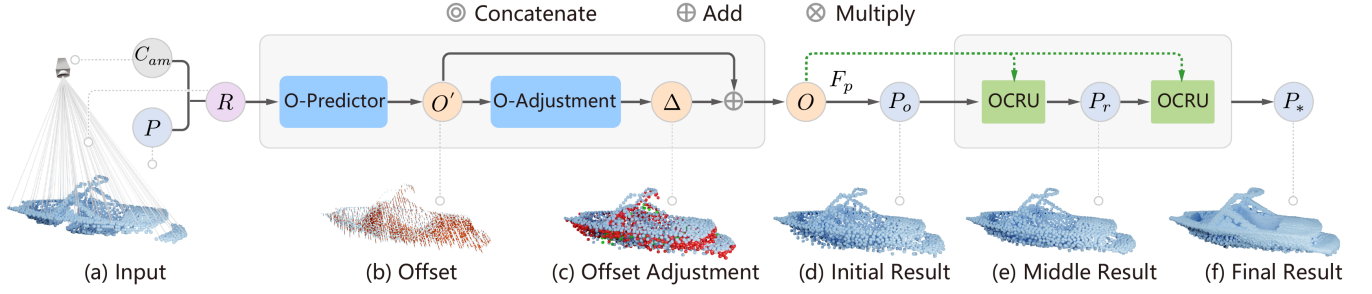 Concatenate Add Multiply
C_am
P
R
O-Predictor
O'
O-Adjustment
Δ
O
F_p
P_o
OCRU
P_r
OCRU
P_*
(a) Input
(b) Offset
(c) Offset Adjustment
(d) Initial Result
(e) Middle Result
(f) Final Result